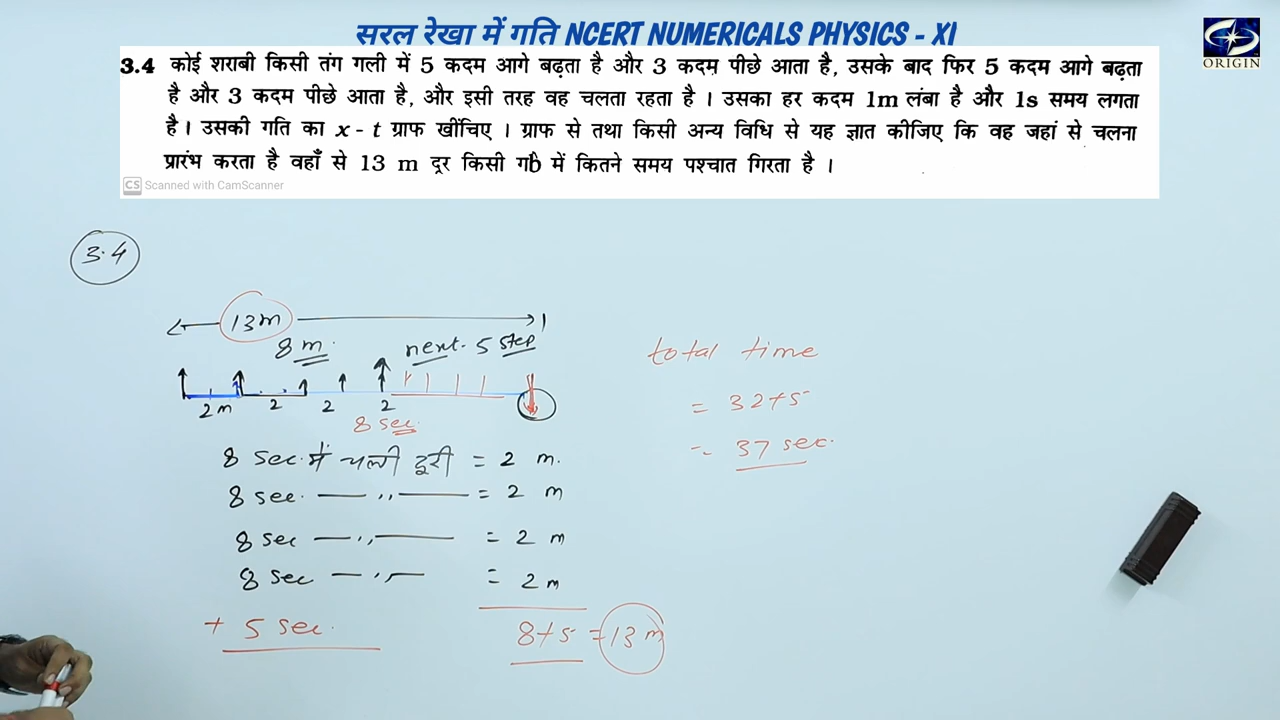 सरल रेखा में गति NCERT NUMERICALS PHYSICS - XI
ORIGIN
3.4 कोई शराबी किसी तंग गली में 5 कदम आगे बढ़ता है और 3 कदम पीछे आता है, उसके बाद फिर 5 कदम आगे बढ़ता
है और 3 कदम पीछे आता है, और इसी तरह वह चलता रहता है । उसका हर कदम 1m लंबा है और 1s समय लगता
है। उसकी गति का x - t ग्राफ खींचिए । ग्राफ से तथा किसी अन्य विधि से यह ज्ञात कीजिए कि वह जहां से चलना
प्रारंभ करता है वहाँ से 13 m दूर किसी में कितने समय पश्चात गिरता है ।
CS Scanned with CamScanner
3.4
13m
8 m. next. 5 step
2 m 2 2 2
8 sec.
8 sec. में चली दूरी = 2 m.
8 sec. — ,, — = 2 m
8 sec — ,, — = 2 m
8 sec — ,, — = 2 m
+ 5 sec. 8+5 = 13 m
total time
= 32+5
= 37 sec.